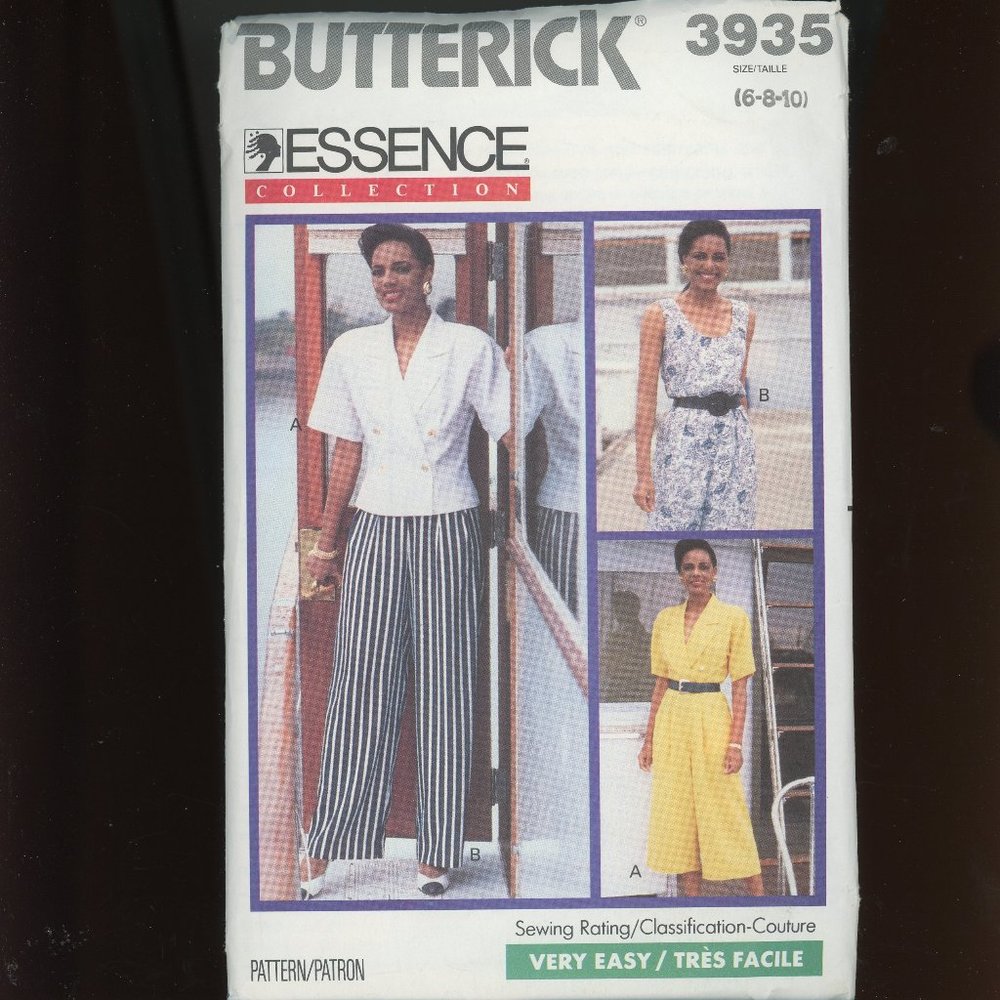 BUTTERICK® 3935
SIZE/TAILLE
(6-8-10)
ESSENCE®
COLLECTION
A
B
B
A
Sewing Rating/Classification-Couture
VERY EASY / TRÈS FACILE
PATTERN/PATRON